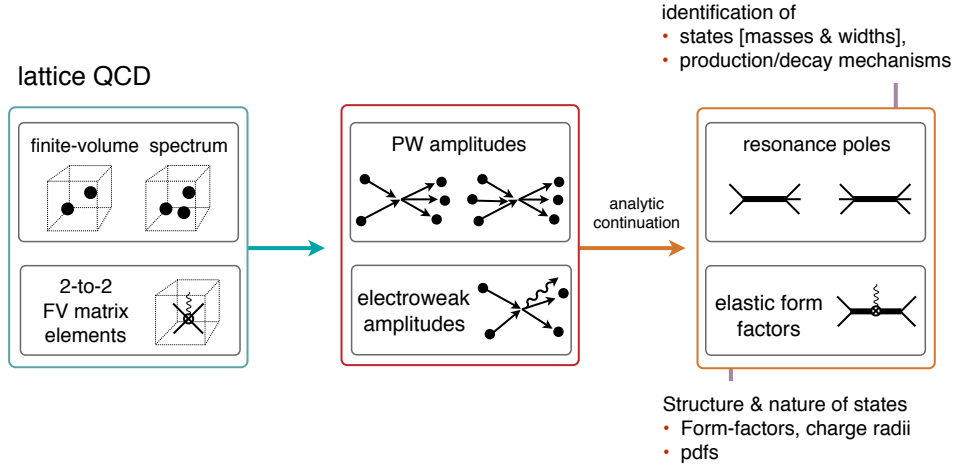 identification of
• states [masses & widths],
• production/decay mechanisms
lattice QCD
finite-volume spectrum
2-to-2
FV matrix
elements
PW amplitudes
electroweak
amplitudes
analytic
continuation
resonance poles
elastic form
factors
Structure & nature of states
• Form-factors, charge radii
• pdfs